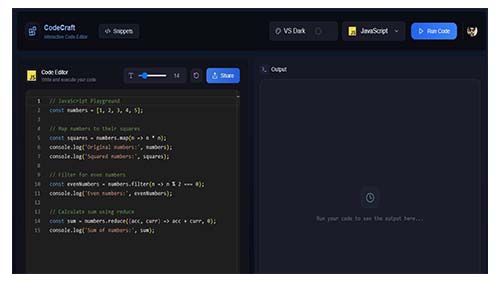 CodeCraft
Interactive Code Editor
</> Snippets
VS Dark
JS JavaScript
Run Code
JS Code Editor
Write and execute your code
T 14
Share
1 // JavaScript Playground
2 const numbers = [1, 2, 3, 4, 5];
3
4 // Map numbers to their squares
5 const squares = numbers.map(n => n * n);
6 console.log('Original numbers:', numbers);
7 console.log('Squared numbers:', squares);
8
9 // Filter for even numbers
10 const evenNumbers = numbers.filter(n => n % 2 === 0);
11 console.log('Even numbers:', evenNumbers);
12
13 // Calculate sum using reduce
14 const sum = numbers.reduce((acc, curr) => acc + curr, 0);
15 console.log('Sum of numbers:', sum);
Output
Run your code to see the output here...